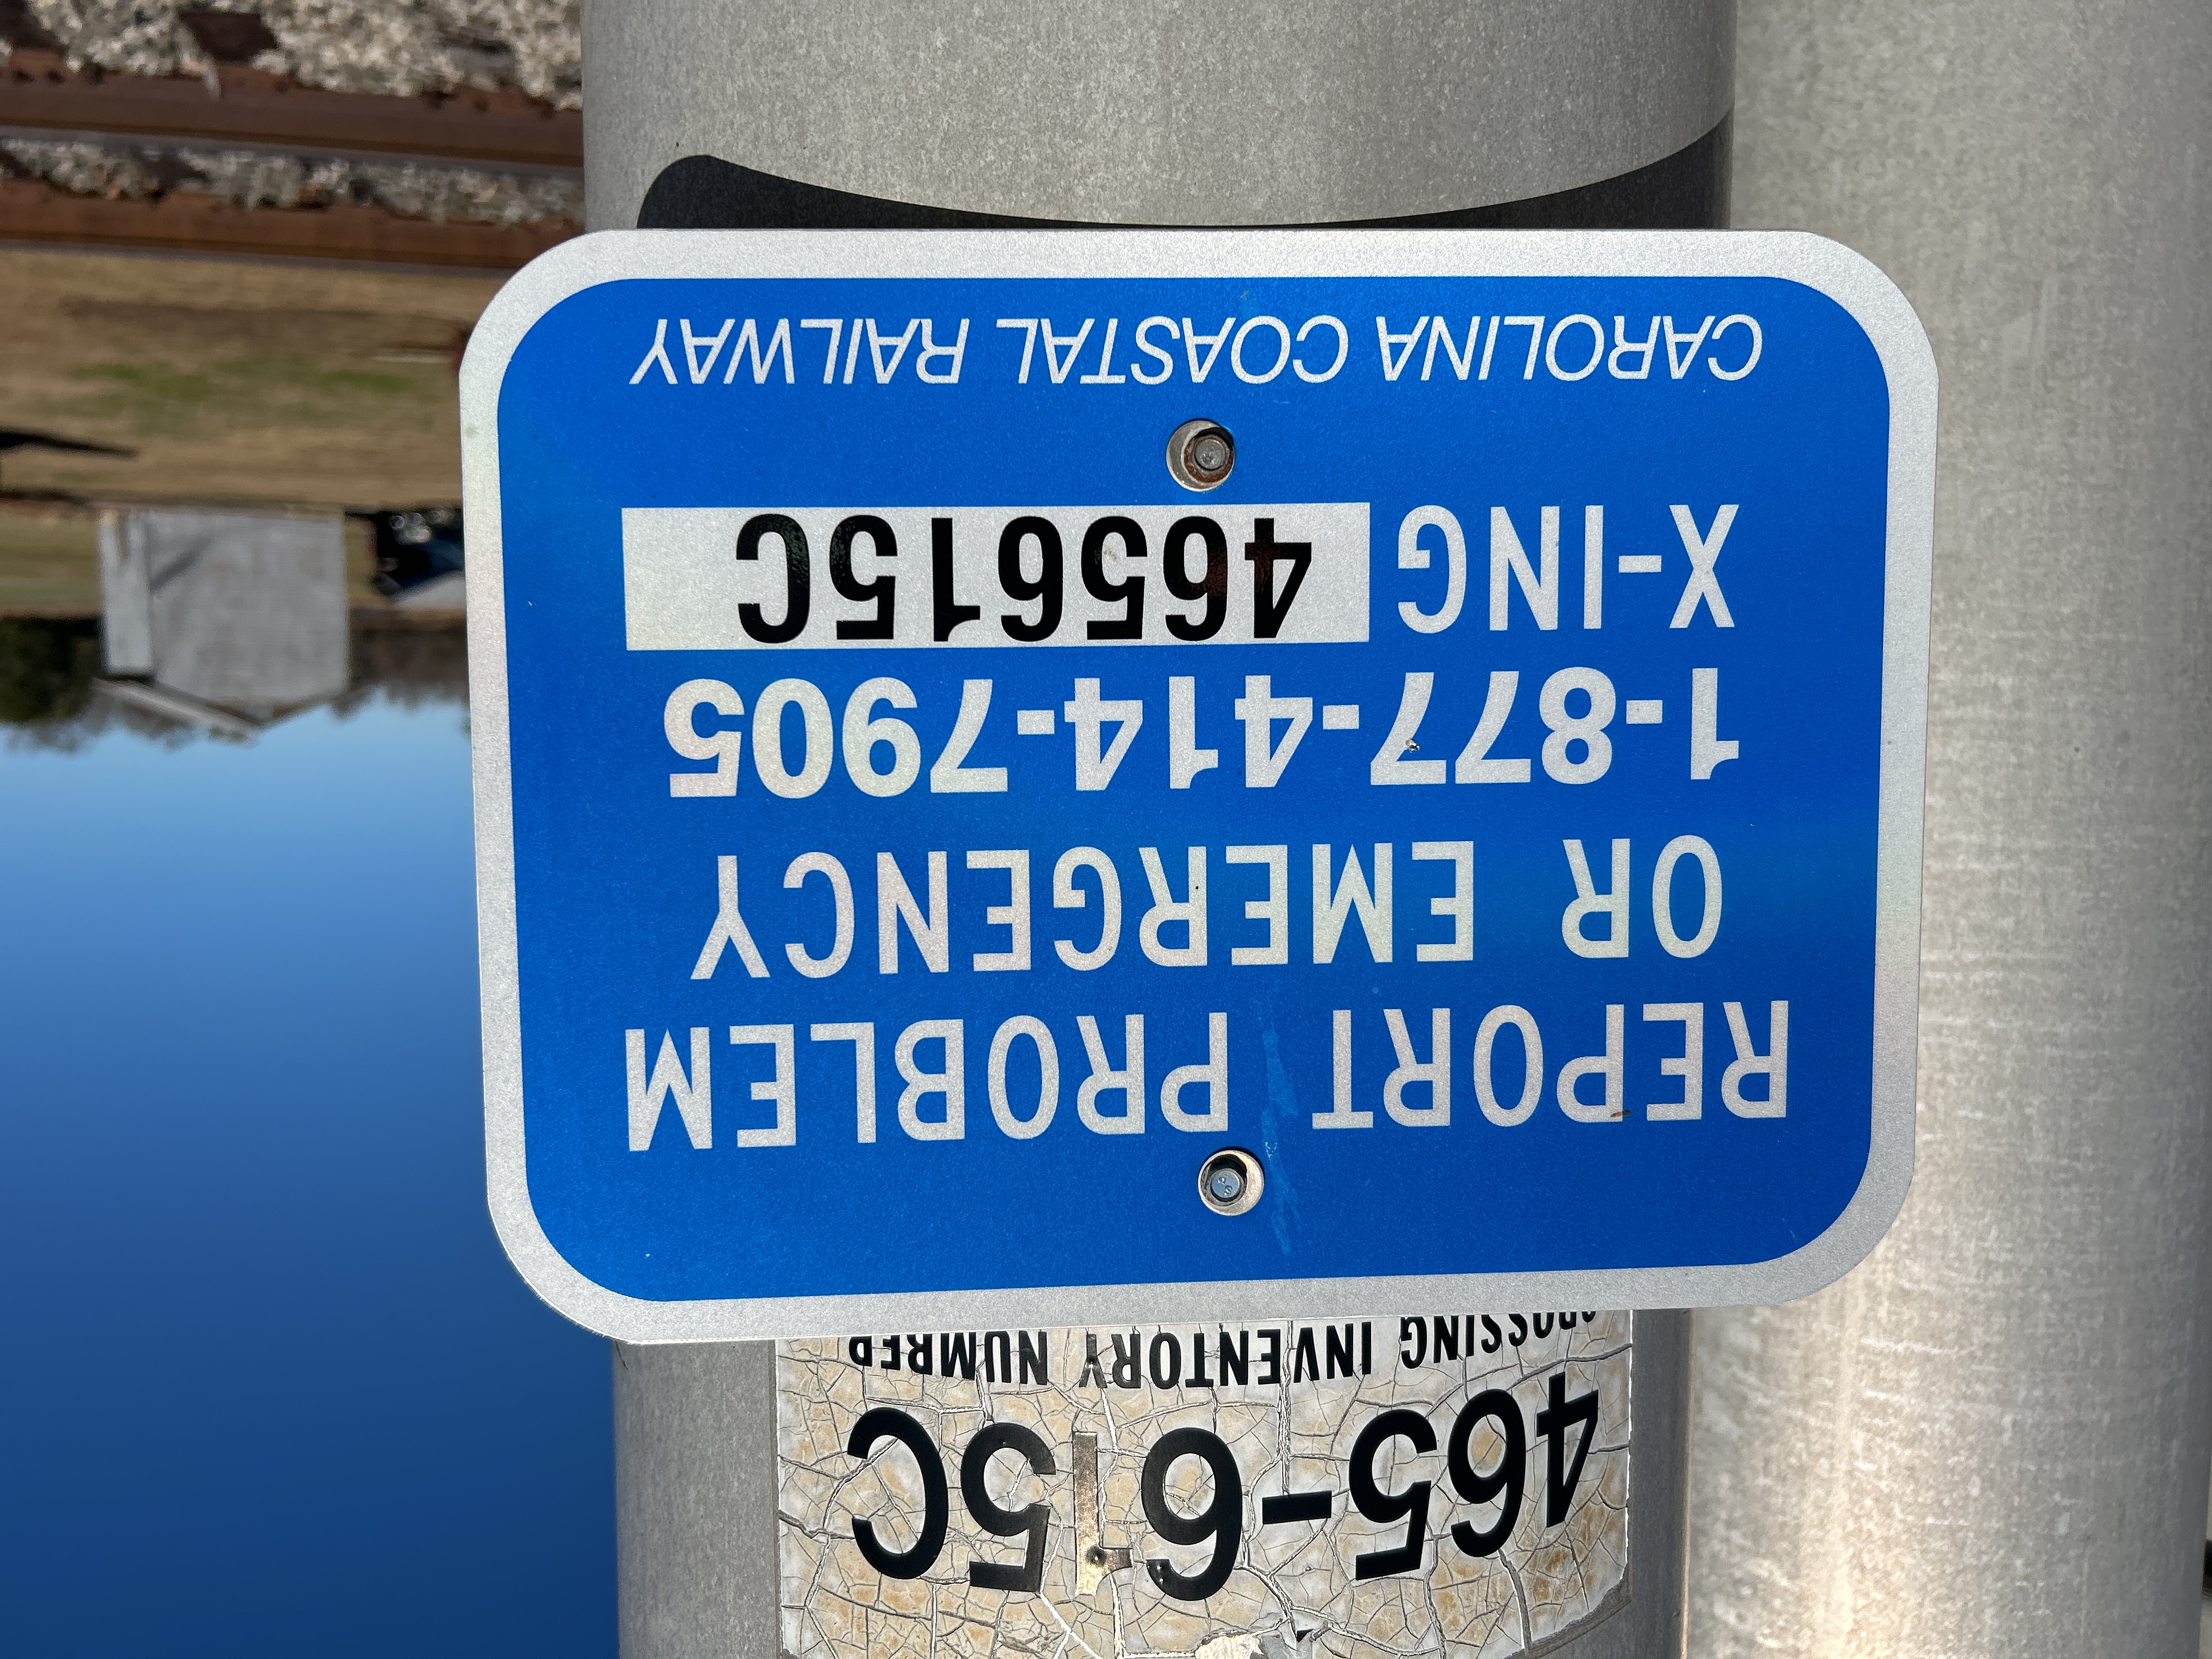 465-615C
CROSSING INVENTORY NUMBER
REPORT PROBLEM
OR EMERGENCY
1-877-414-7905
X-ING 465615C
CAROLINA COASTAL RAILWAY